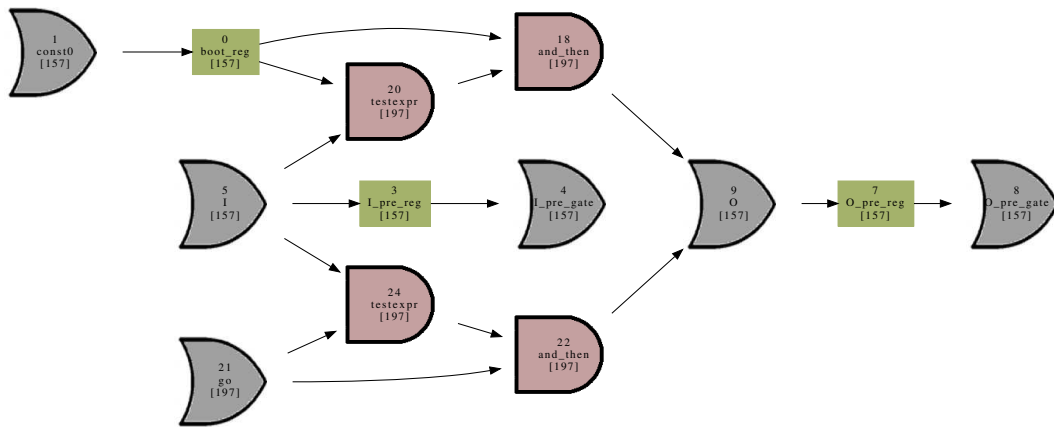 1
const0
[157]
0
boot_reg
[157]
18
and_then
[197]
20
testexpr
[197]
5
I
[157]
3
I_pre_reg
[157]
4
I_pre_gate
[157]
9
O
[157]
7
O_pre_reg
[157]
8
O_pre_gate
[157]
24
testexpr
[197]
22
and_then
[197]
21
go
[197]